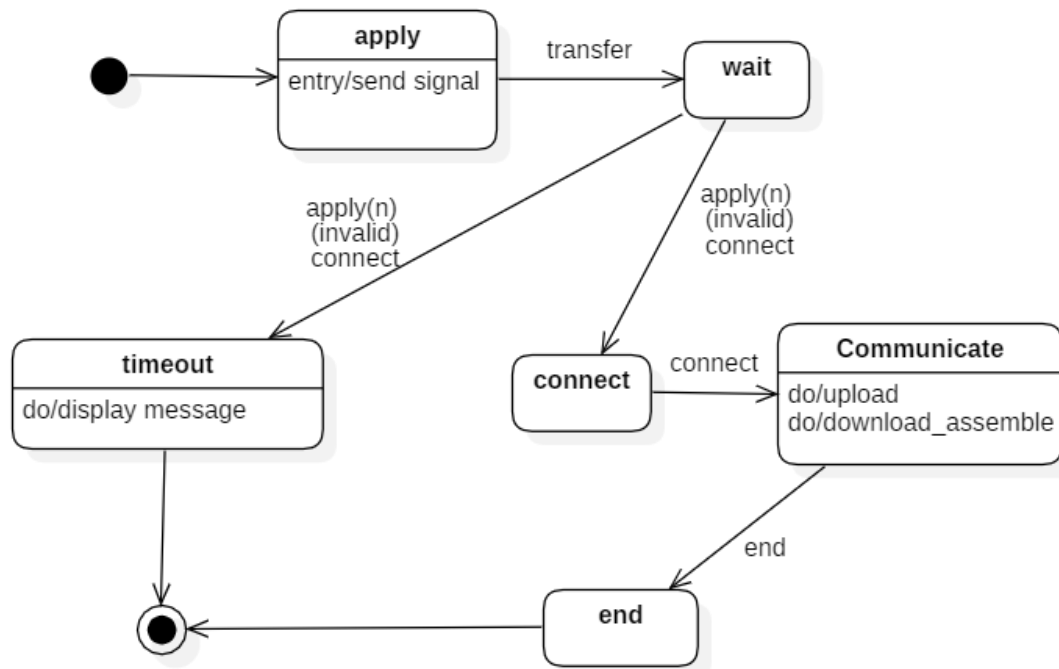 apply
entry/send signal
transfer
wait
apply(n)
(invalid)
connect
apply(n)
(invalid)
connect
timeout
do/display message
connect
connect
Communicate
do/upload
do/download_assemble
end
end